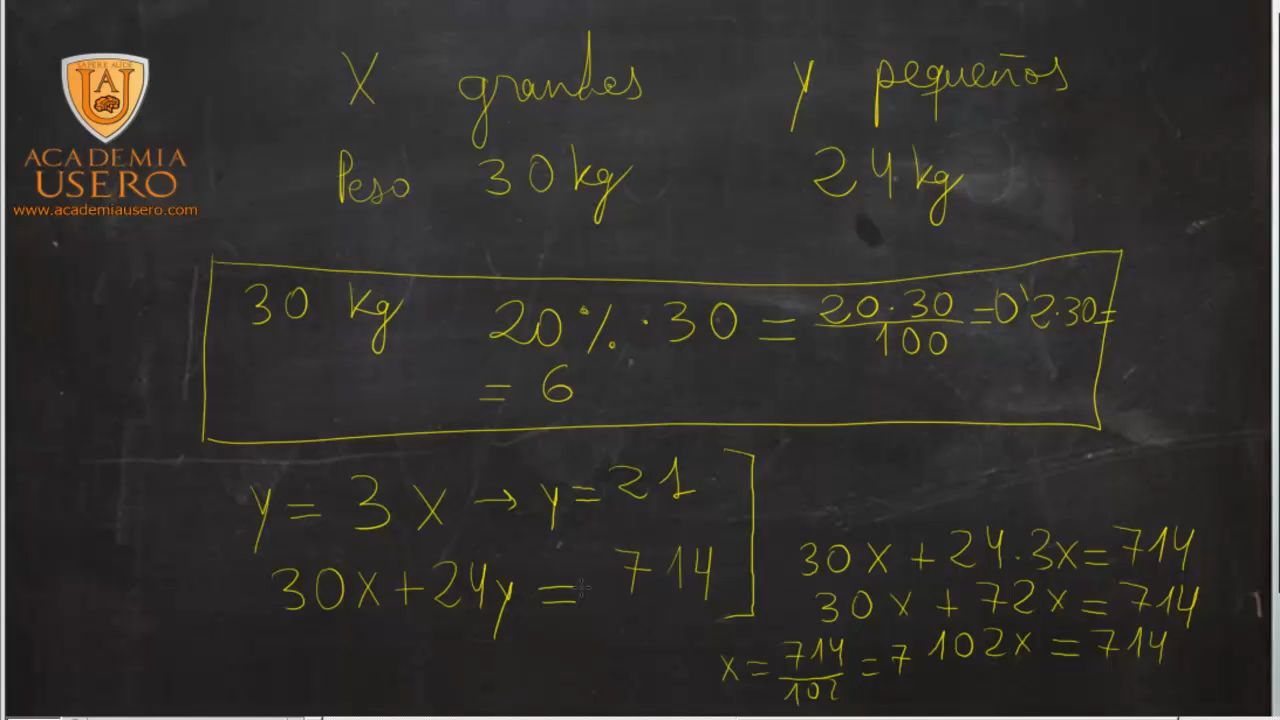 SAPERE AUDE
UA
ACADEMIA
USERO
www.academiausero.com
X grandes y pequeños
Peso 30 kg 24 kg
30 kg 20%·30 = 20·30/100 = 0'2·30 =
= 6
y = 3x → y = 21
30x + 24y = 714
30x + 24·3x = 714
30x + 72x = 714
102x = 714
x = 714/102 = 7